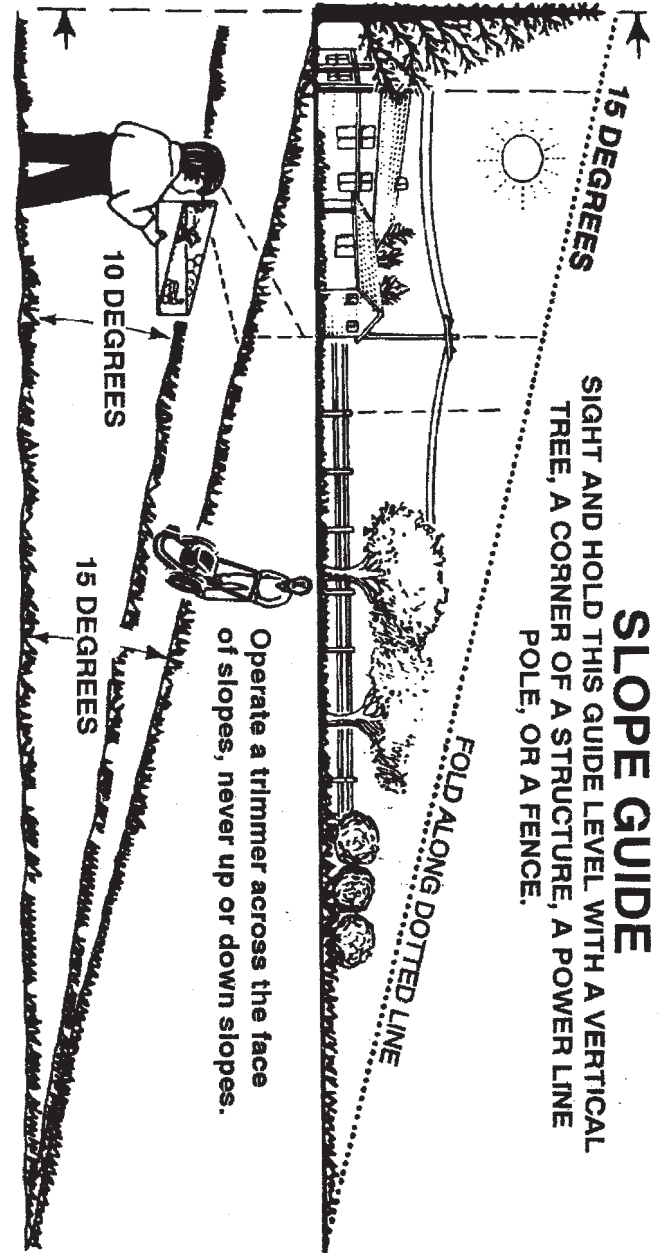 SLOPE GUIDE
SIGHT AND HOLD THIS GUIDE LEVEL WITH A VERTICAL
TREE, A CORNER OF A STRUCTURE, A POWER LINE
POLE, OR A FENCE.
15 DEGREES
FOLD ALONG DOTTED LINE
Operate a trimmer across the face
of slopes, never up or down slopes.
10 DEGREES
15 DEGREES